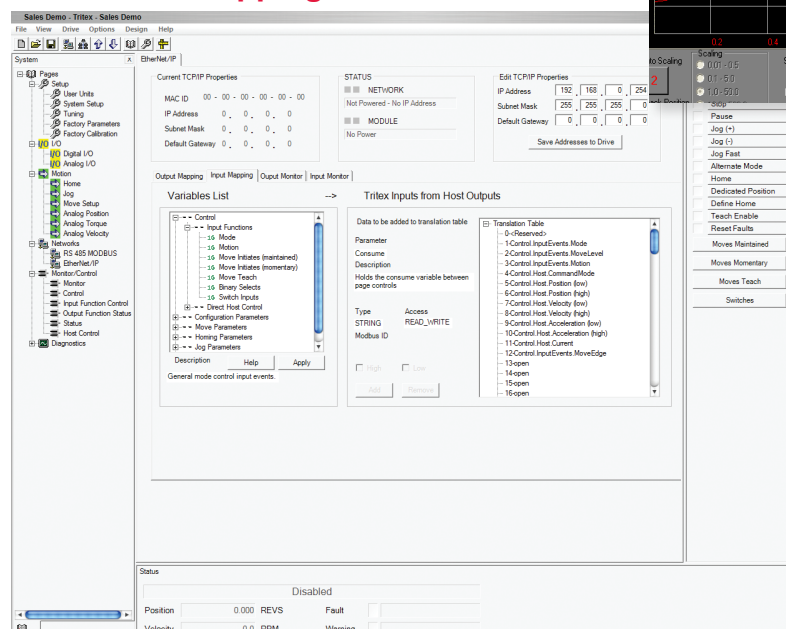 Sales Demo - Tritex - Sales Demo
File View Drive Options Design Help
System x
Pages
Setup
User Units
System Setup
Tuning
Factory Parameters
Factory Calibration
I/O I/O
I/O Digital I/O
I/O Analog I/O
Motion
Home
Jog
Move Setup
Analog Position
Analog Torque
Analog Velocity
Networks
RS 485 MODBUS
EtherNet/IP
Monitor/Control
Monitor
Control
Input Function Control
Output Function Status
Status
Host Control
Diagnostics
EtherNet/IP
Current TCP/IP Properties
MAC ID 00 - 00 - 00 - 00 - 00 - 00
IP Address 0 . 0 . 0 . 0
Subnet Mask 0 . 0 . 0 . 0
Default Gateway 0 . 0 . 0 . 0
STATUS
NETWORK
Not Powered - No IP Address
MODULE
No Power
Edit TCP/IP Properties
IP Address 192 . 168 . 0 . 254
Subnet Mask 255 . 255 . 255 . 0
Default Gateway 0 . 0 . 0 . 0
Save Addresses to Drive
Output Mapping Input Mapping Ouput Monitor Input Monitor
Variables List --> Tritex Inputs from Host Outputs
Control
Input Functions
16 Mode
16 Motion
16 Move Initiates (maintained)
16 Move Initiates (momentary)
16 Move Teach
16 Binary Selects
16 Switch Inputs
Direct Host Control
Configuration Parameters
Move Parameters
Homing Parameters
Jog Parameters
Description Help Apply
General mode control input events.
Data to be added to translation table
Parameter
Consume
Description
Holds the consume variable between
page controls
Type Access
STRING READ_WRITE
Modbus ID
High Low
Add Remove
Translation Table
0-<Reserved>
1-Control.InputEvents.Mode
2-Control.InputEvents.MoveLevel
3-Control.InputEvents.Motion
4-Control.Host.CommandMode
5-Control.Host.Position (low)
6-Control.Host.Position (high)
7-Control.Host.Velocity (low)
8-Control.Host.Velocity (high)
9-Control.Host.Acceleration (low)
10-Control.Host.Acceleration (high)
11-Control.Host.Current
12-Control.InputEvents.MoveEdge
13-open
14-open
15-open
16-open
0.2 0.4
Scaling
0.01 - 0.5
0.1 - 5.0
1.0 - 50.0
Pause
Jog (+)
Jog (-)
Jog Fast
Alternate Mode
Home
Dedicated Position
Define Home
Teach Enable
Reset Faults
Moves Maintained
Moves Momentary
Moves Teach
Switches
Status
Disabled
Position 0.000 REVS Fault
Velocity 0.0 RPM Warning